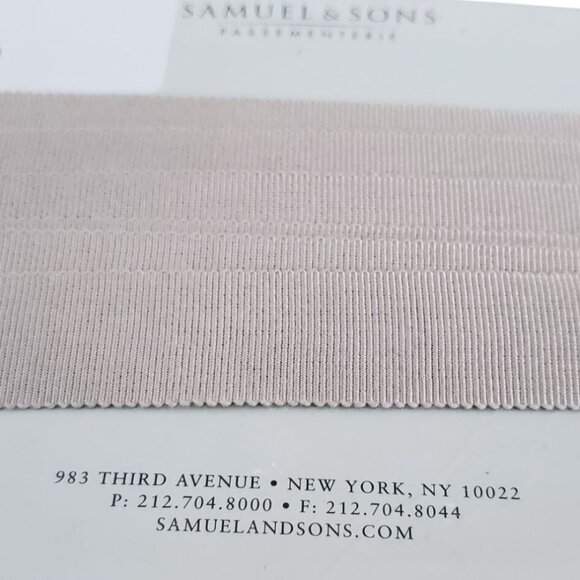 SAMUEL & SONS
PASSEMENTERIE
983 THIRD AVENUE • NEW YORK, NY 10022
P: 212.704.8000 • F: 212.704.8044
SAMUELANDSONS.COM